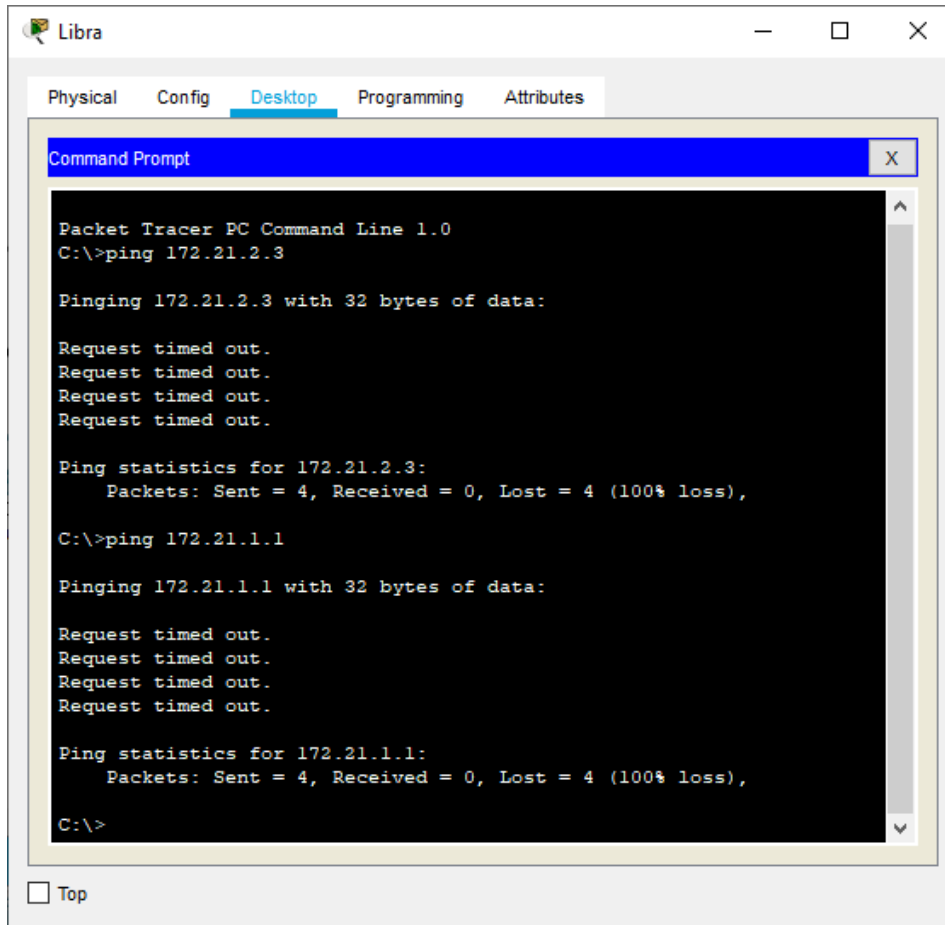 Libra
Physical Config Desktop Programming Attributes
Command Prompt X
Packet Tracer PC Command Line 1.0
C:\>ping 172.21.2.3
Pinging 172.21.2.3 with 32 bytes of data:
Request timed out.
Request timed out.
Request timed out.
Request timed out.
Ping statistics for 172.21.2.3:
Packets: Sent = 4, Received = 0, Lost = 4 (100% loss),
C:\>ping 172.21.1.1
Pinging 172.21.1.1 with 32 bytes of data:
Request timed out.
Request timed out.
Request timed out.
Request timed out.
Ping statistics for 172.21.1.1:
Packets: Sent = 4, Received = 0, Lost = 4 (100% loss),
C:\>
Top